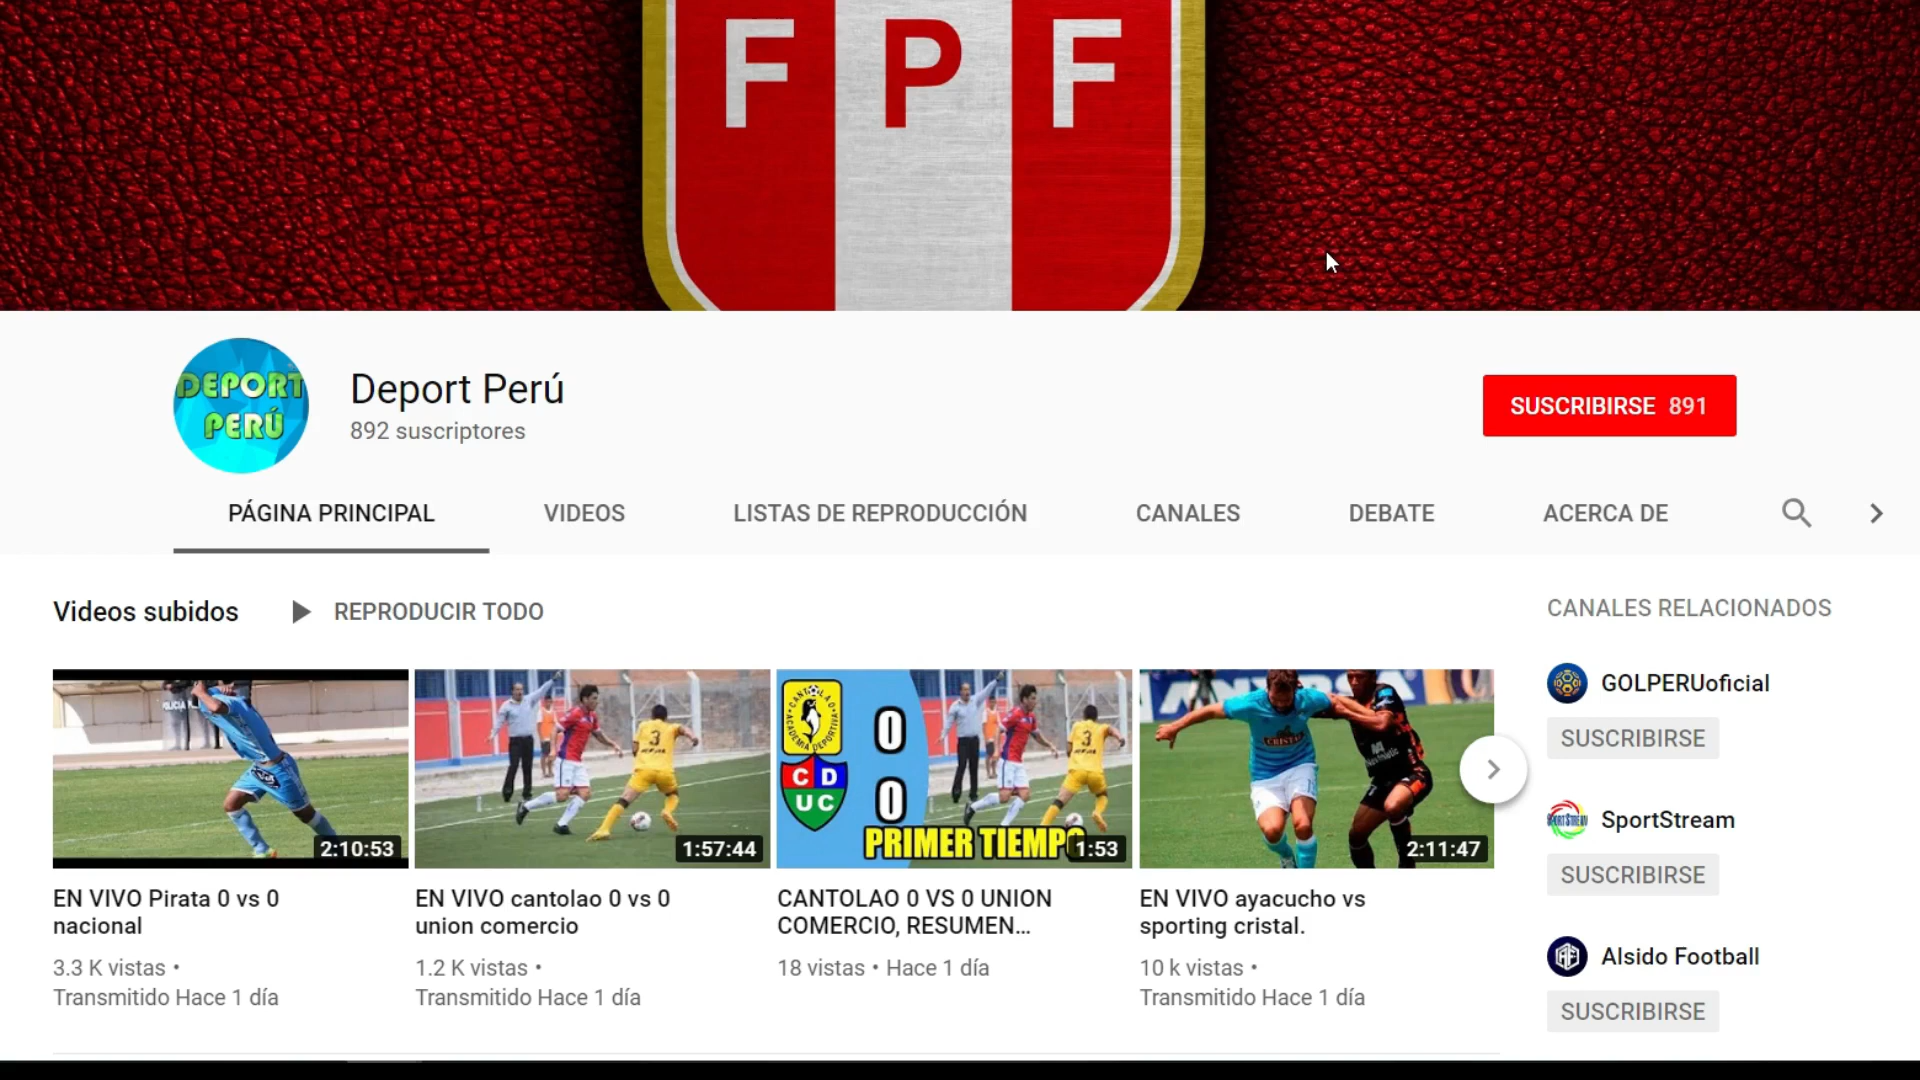 F P F
DEPORT
PERÚ
Deport Perú
892 suscriptores
SUSCRIBIRSE 891
PÁGINA PRINCIPAL
VIDEOS
LISTAS DE REPRODUCCIÓN
CANALES
DEBATE
ACERCA DE
Videos subidos
REPRODUCIR TODO
CANALES RELACIONADOS
2:10:53
1:57:44
0
0
C D
U C
PRIMER TIEMPO
1:53
CRISTAL
2:11:47
EN VIVO Pirata 0 vs 0
nacional
3.3 K vistas •
Transmitido Hace 1 día
EN VIVO cantolao 0 vs 0
union comercio
1.2 K vistas •
Transmitido Hace 1 día
CANTOLAO 0 VS 0 UNION
COMERCIO, RESUMEN...
18 vistas • Hace 1 día
EN VIVO ayacucho vs
sporting cristal.
10 k vistas •
Transmitido Hace 1 día
GOLPERUoficial
SUSCRIBIRSE
SportStream
SUSCRIBIRSE
Alsido Football
SUSCRIBIRSE